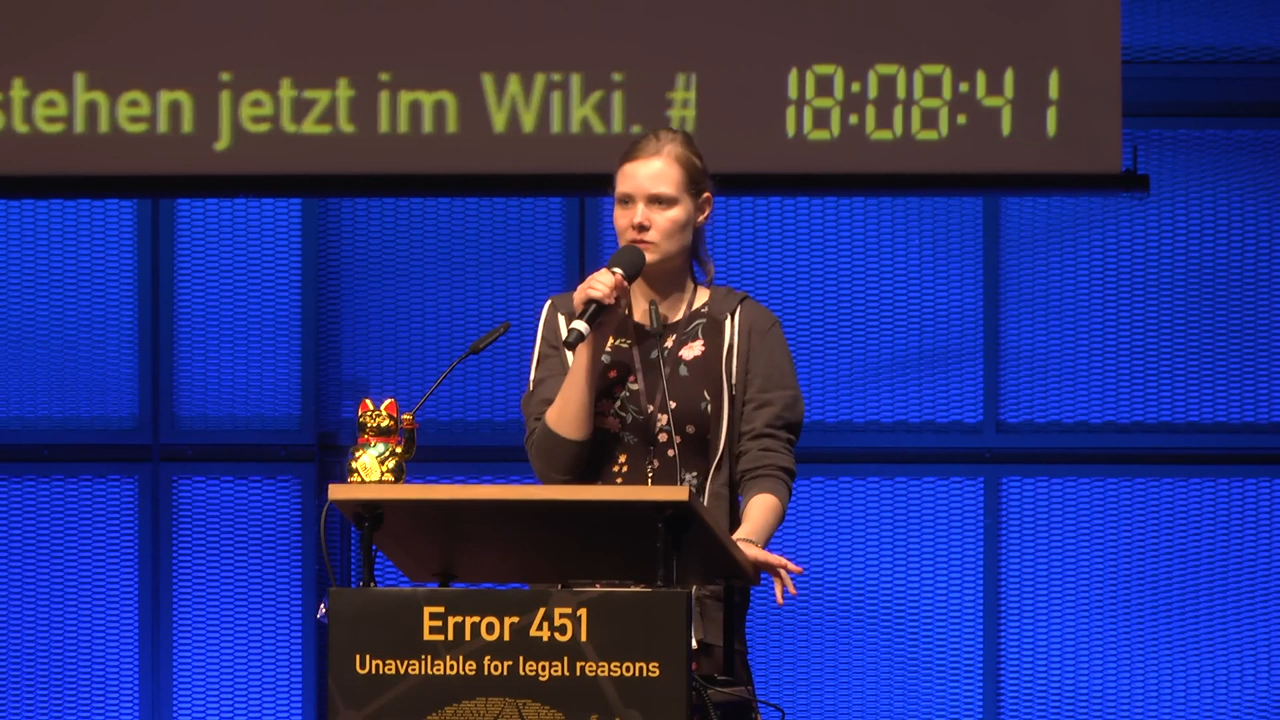 stehen jetzt im Wiki. # 18:08:41
Error 451
Unavailable for legal reasons